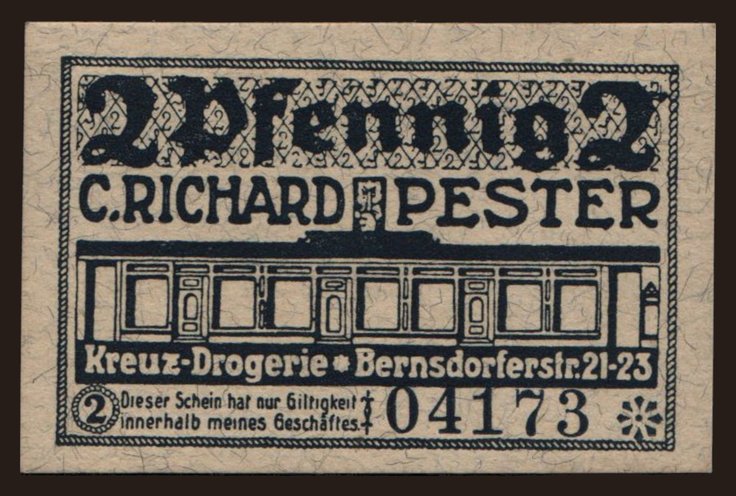 2 Pfennig 2
C. RICHARD PESTER
Kreuz-Drogerie * Bernsdorferstr. 21-23
2 Dieser Schein hat nur Giltigkeit
innerhalb meines Geschäftes.
04173